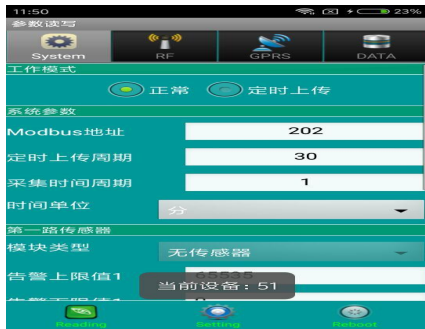 11:50 23%
参数读写
System RF GPRS DATA
工作模式
正常 定时上传
系统参数
Modbus地址 202
定时上传周期 30
采集时间周期 1
时间单位 分
第一路传感器
模块类型 无传感器
告警上限值1 65535
当前设备：51
Reading Setting Reboot